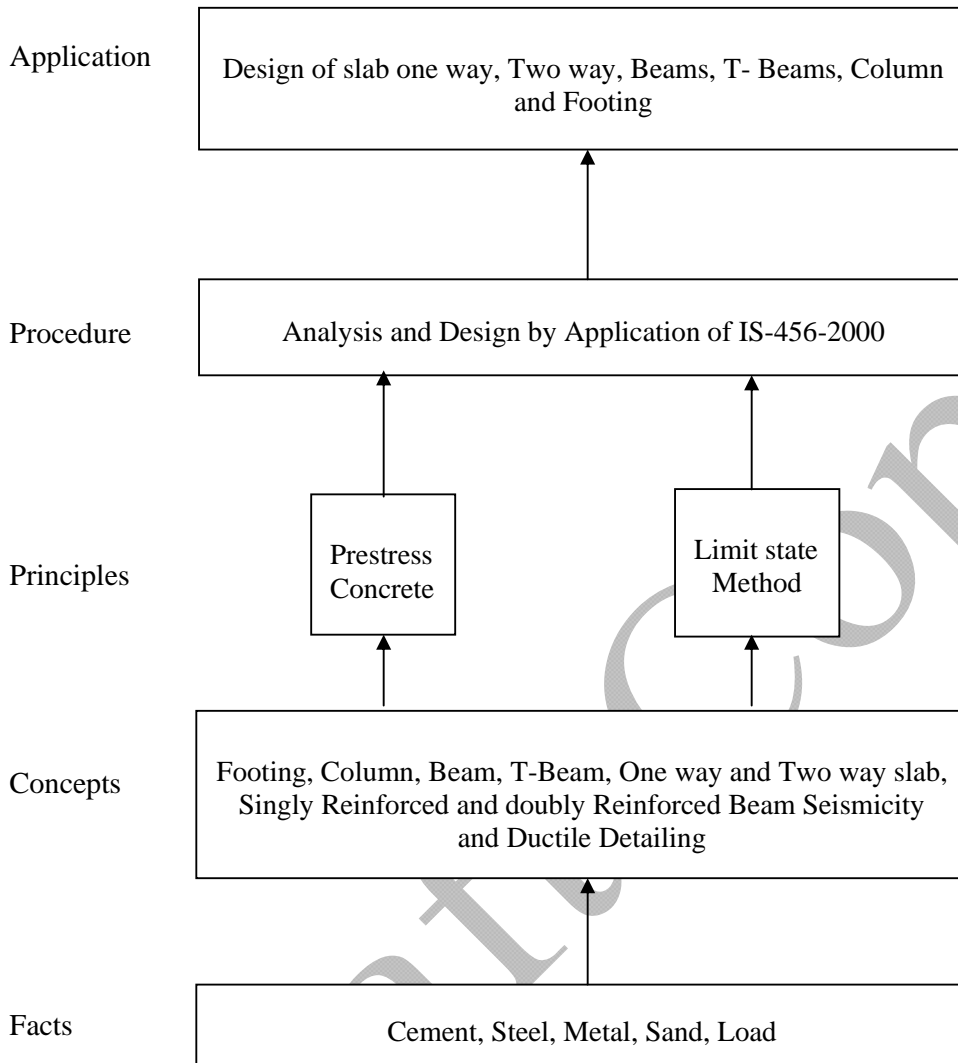 Application
Design of slab one way, Two way, Beams, T- Beams, Column
and Footing
Procedure
Analysis and Design by Application of IS-456-2000
Principles
Prestress
Concrete
Limit state
Method
Concepts
Footing, Column, Beam, T-Beam, One way and Two way slab,
Singly Reinforced and doubly Reinforced Beam Seismicity
and Ductile Detailing
Facts
Cement, Steel, Metal, Sand, Load